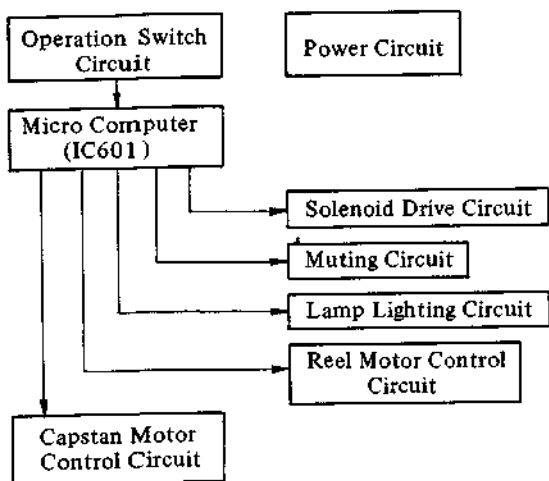 Operation Switch
Circuit
Power Circuit
Micro Computer
(IC601)
Solenoid Drive Circuit
Muting Circuit
Lamp Lighting Circuit
Reel Motor Control
Circuit
Capstan Motor
Control Circuit